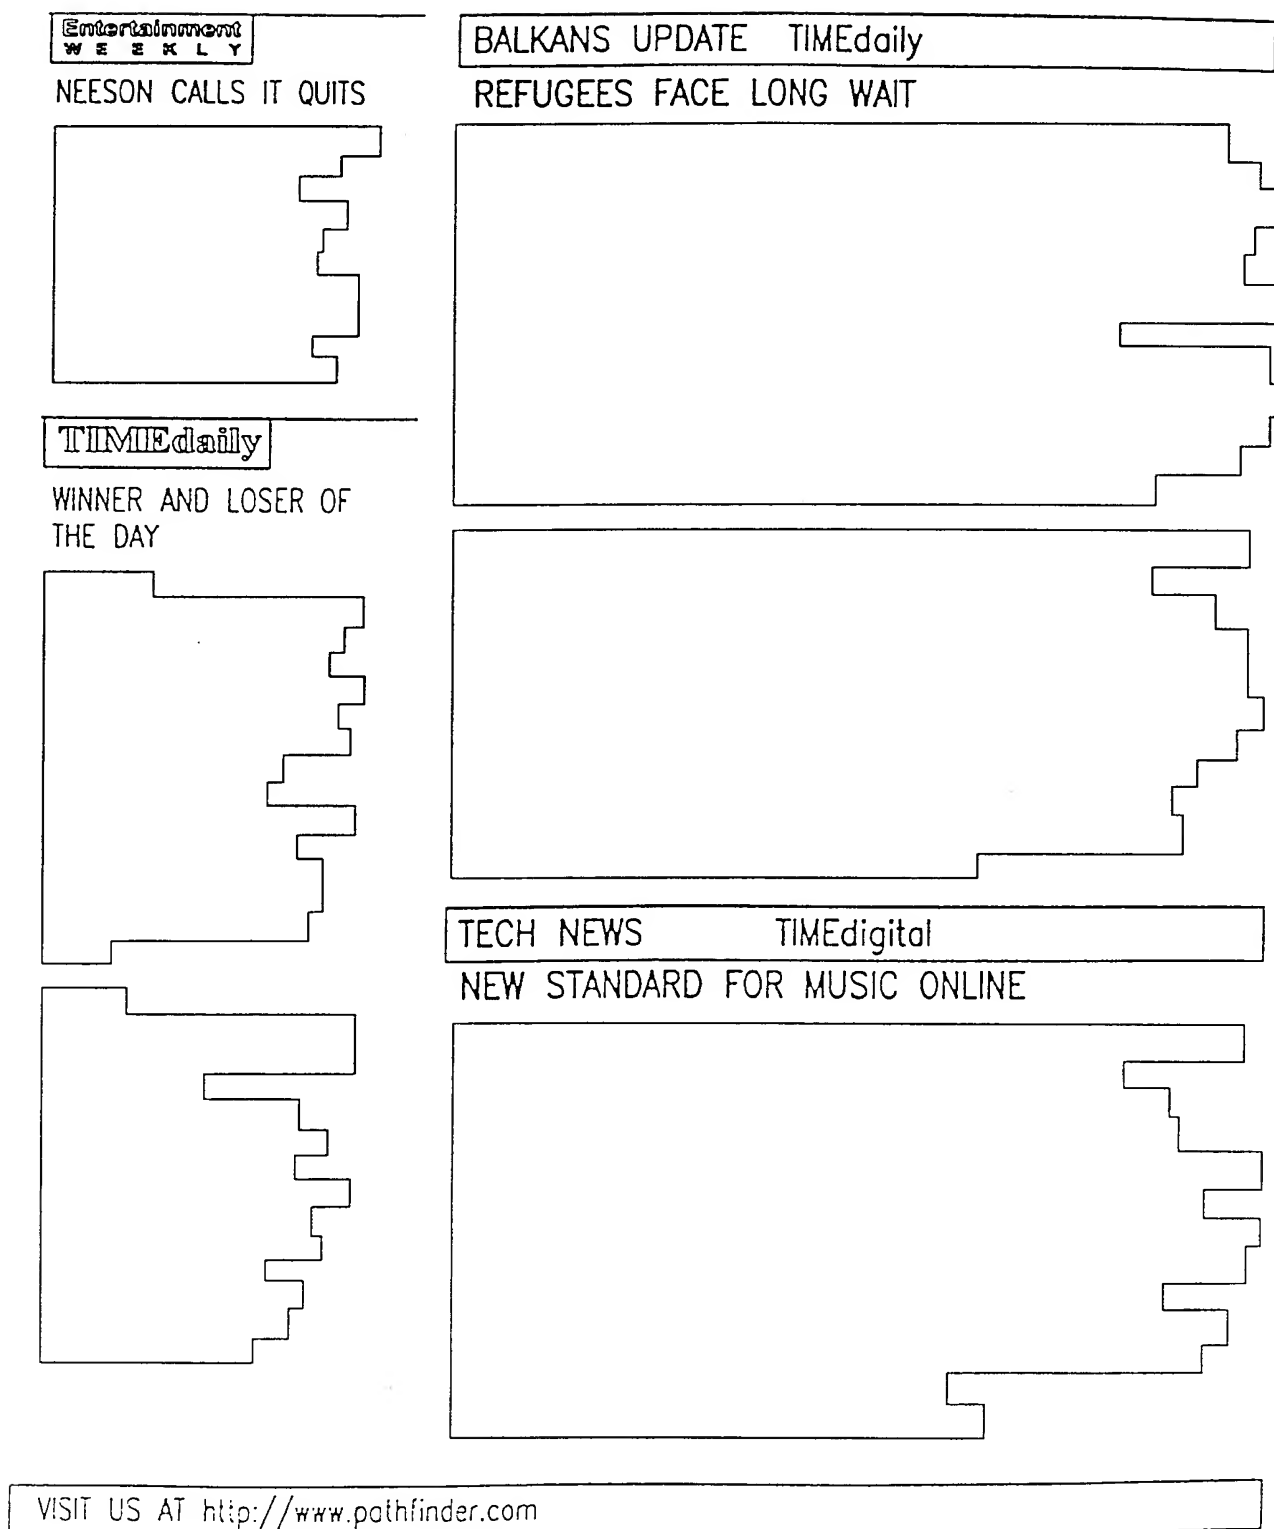 Entertainment
WEEKLY
NEESON CALLS IT QUITS
TIMEdaily
WINNER AND LOSER OF
THE DAY
BALKANS UPDATE TIMEdaily
REFUGEES FACE LONG WAIT
TECH NEWS TIMEdigital
NEW STANDARD FOR MUSIC ONLINE
VISIT US AT http://www.pathfinder.com